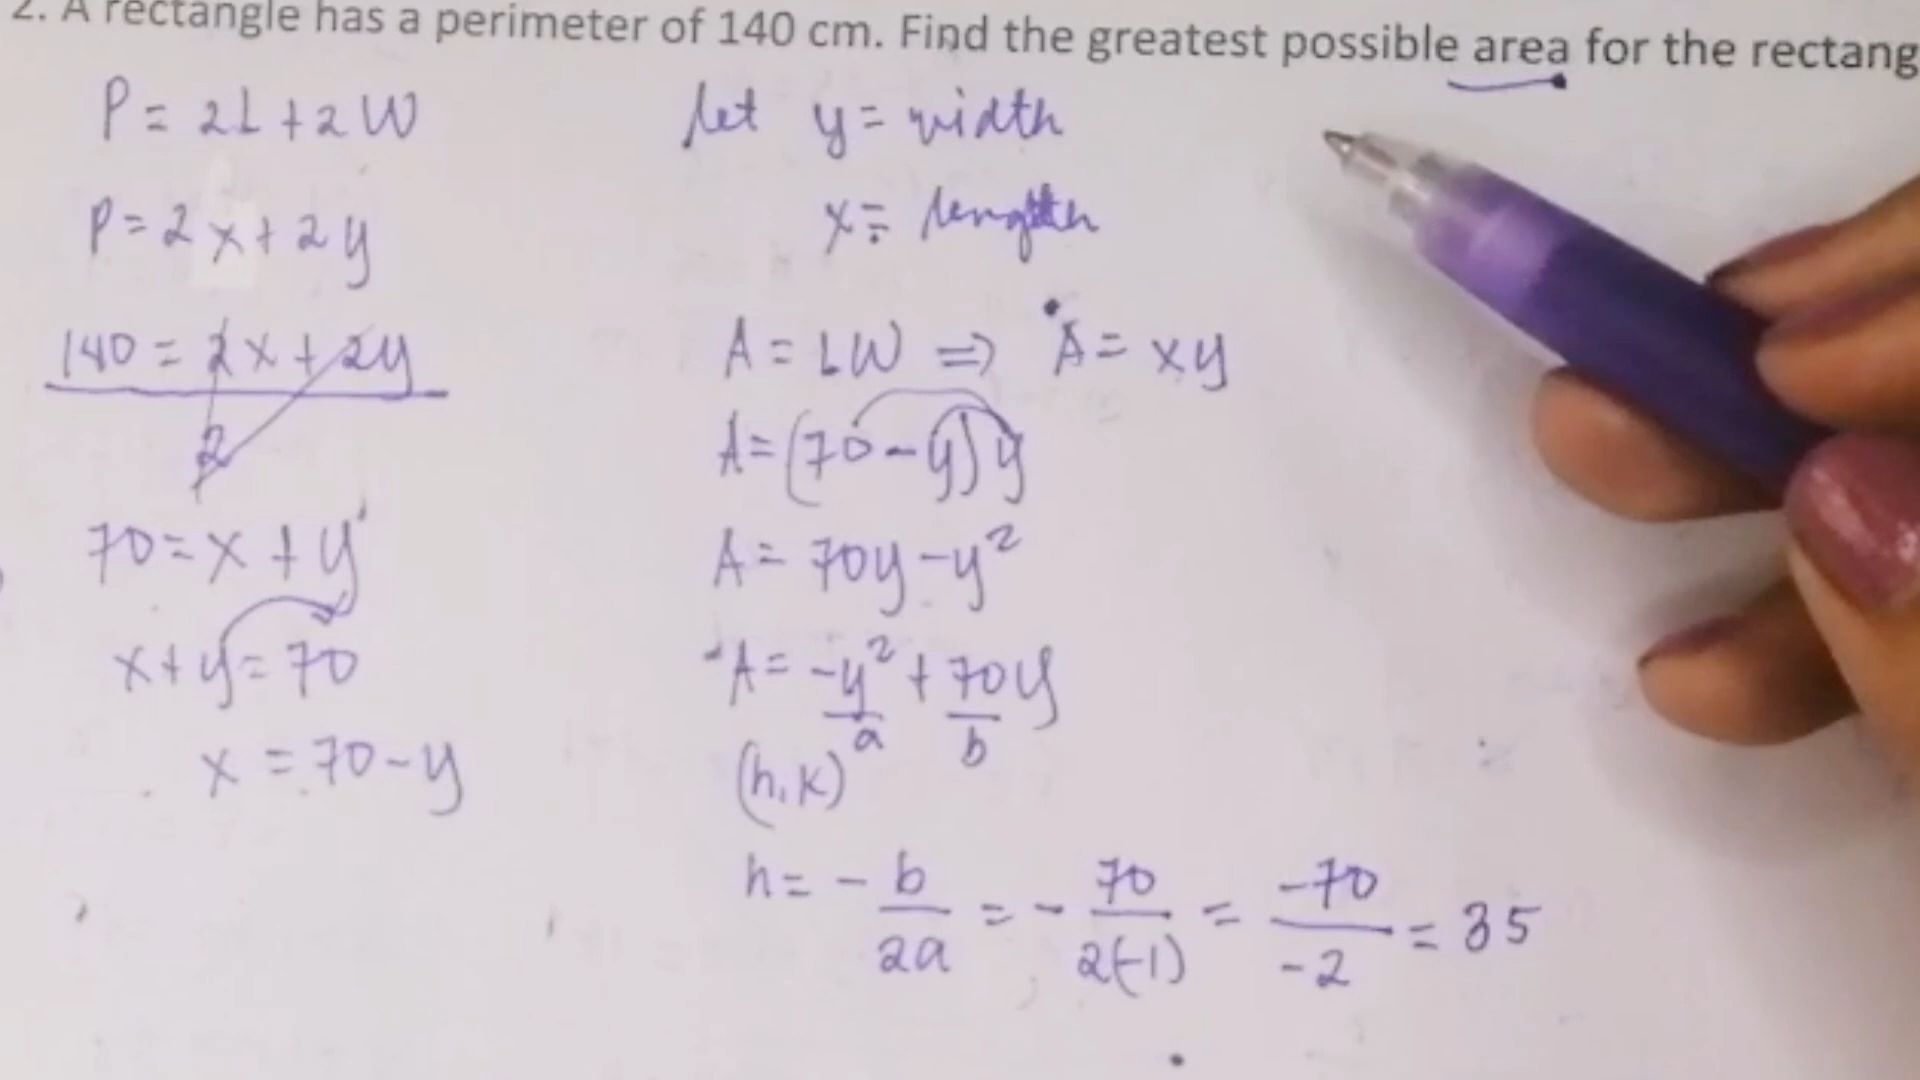 2. A rectangle has a perimeter of 140 cm. Find the greatest possible area for the rectang
P = 2L + 2W
P = 2x + 2y
140 = 2x + 2y
2
70 = x + y
x + y = 70
x = 70 - y
let y = width
x = length
A = LW => A = xy
A = (70 - y) y
A = 70y - y²
A = -y² + 70y
a b
(h, k)
h = - b/2a = - 70/2(-1) = -70/-2 = 35